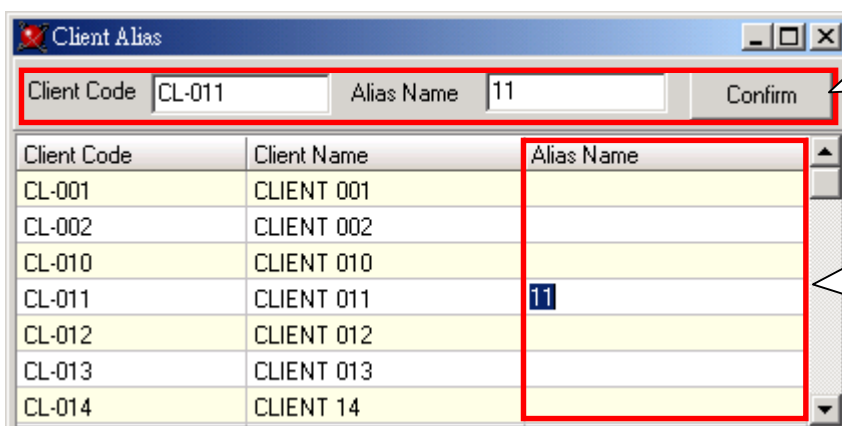 Client Alias
Client Code CL-011 Alias Name 11 Confirm
Client Code Client Name Alias Name
CL-001 CLIENT 001
CL-002 CLIENT 002
CL-010 CLIENT 010
CL-011 CLIENT 011 11
CL-012 CLIENT 012
CL-013 CLIENT 013
CL-014 CLIENT 14